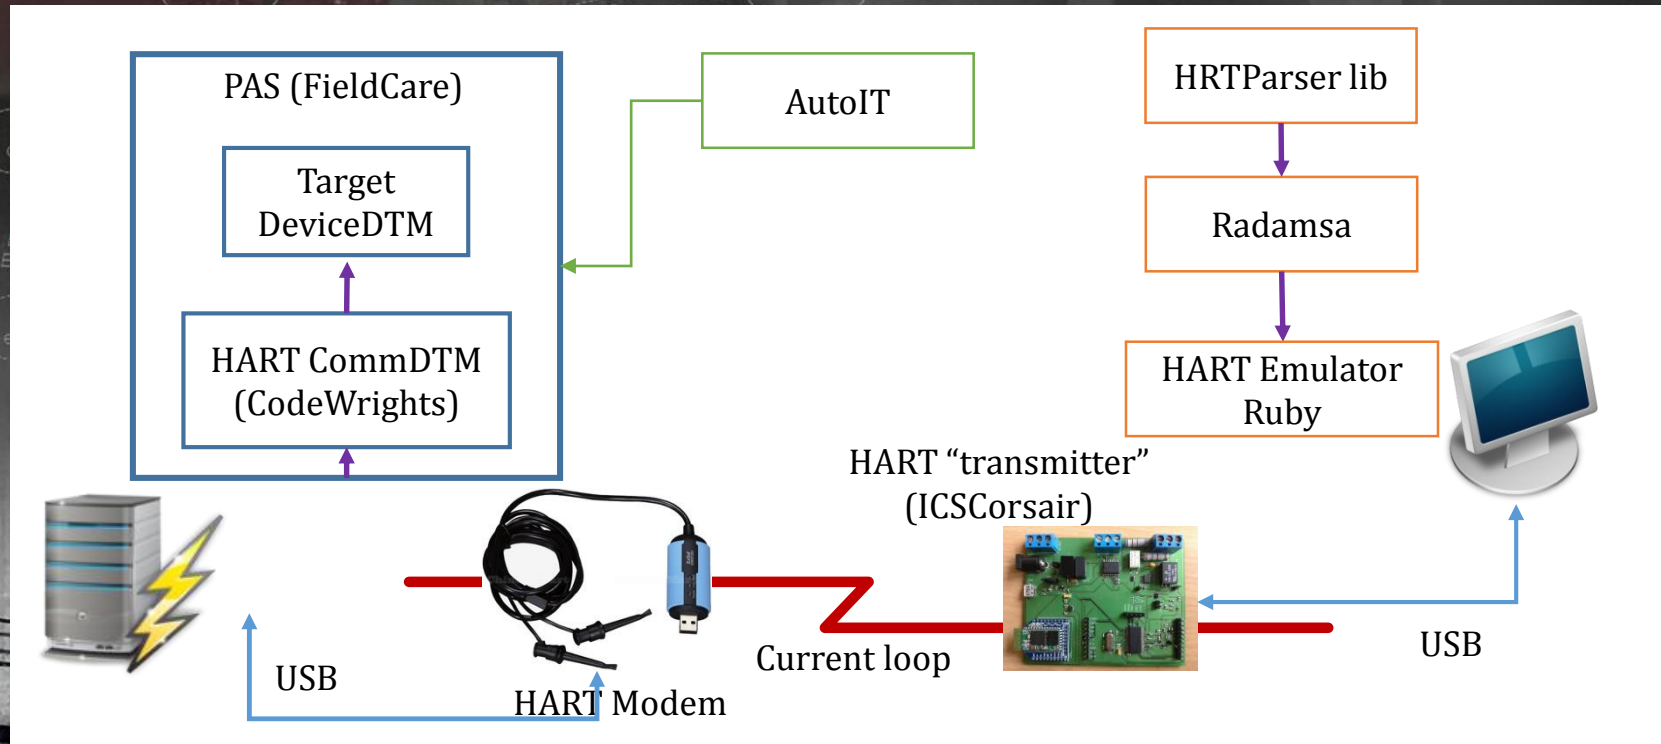 PAS (FieldCare)
Target
DeviceDTM
HART CommDTM
(CodeWrights)
AutoIT
HRTParser lib
Radamsa
HART Emulator
Ruby
HART “transmitter”
(ICSCorsair)
USB
HART Modem
Current loop
USB